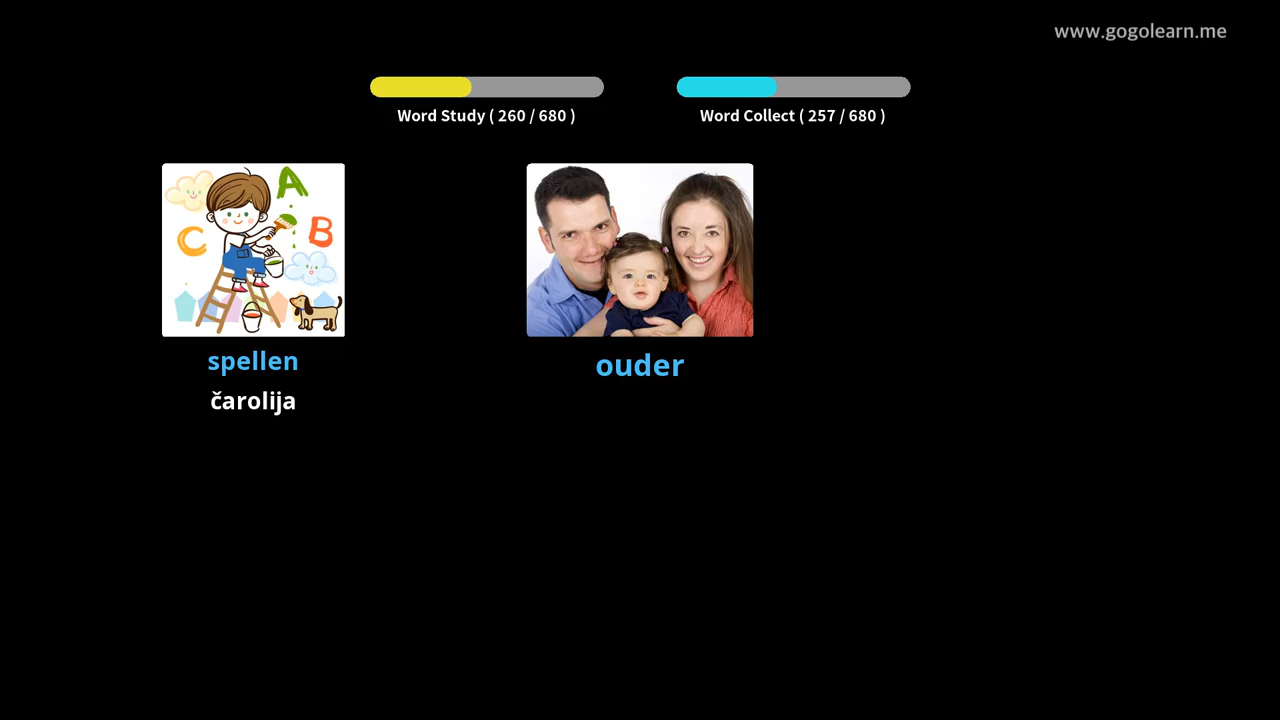 www.gogolearn.me
Word Study ( 260 / 680 )
Word Collect ( 257 / 680 )
A
B
C
spellen
čarolija
ouder